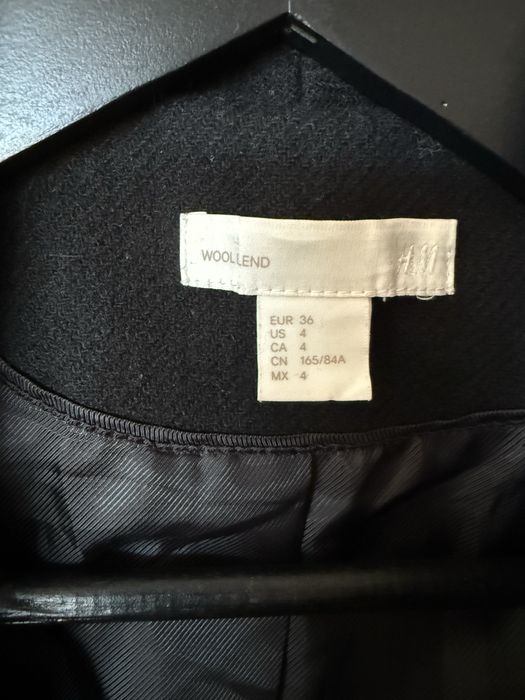 WOOLLEND
H&M
EUR 36
US 4
CA 4
CN 165/84A
MX 4